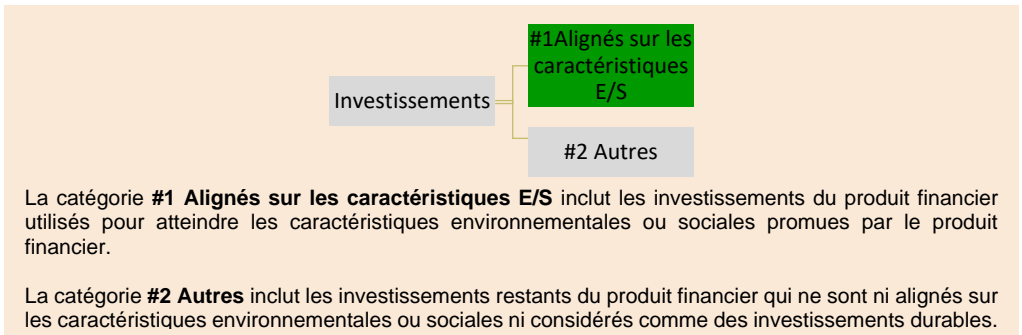 #1Alignés sur les
caractéristiques
E/S
Investissements
#2 Autres
La catégorie #1 Alignés sur les caractéristiques E/S inclut les investissements du produit financier
utilisés pour atteindre les caractéristiques environnementales ou sociales promues par le produit
financier.
La catégorie #2 Autres inclut les investissements restants du produit financier qui ne sont ni alignés sur
les caractéristiques environnementales ou sociales ni considérés comme des investissements durables.